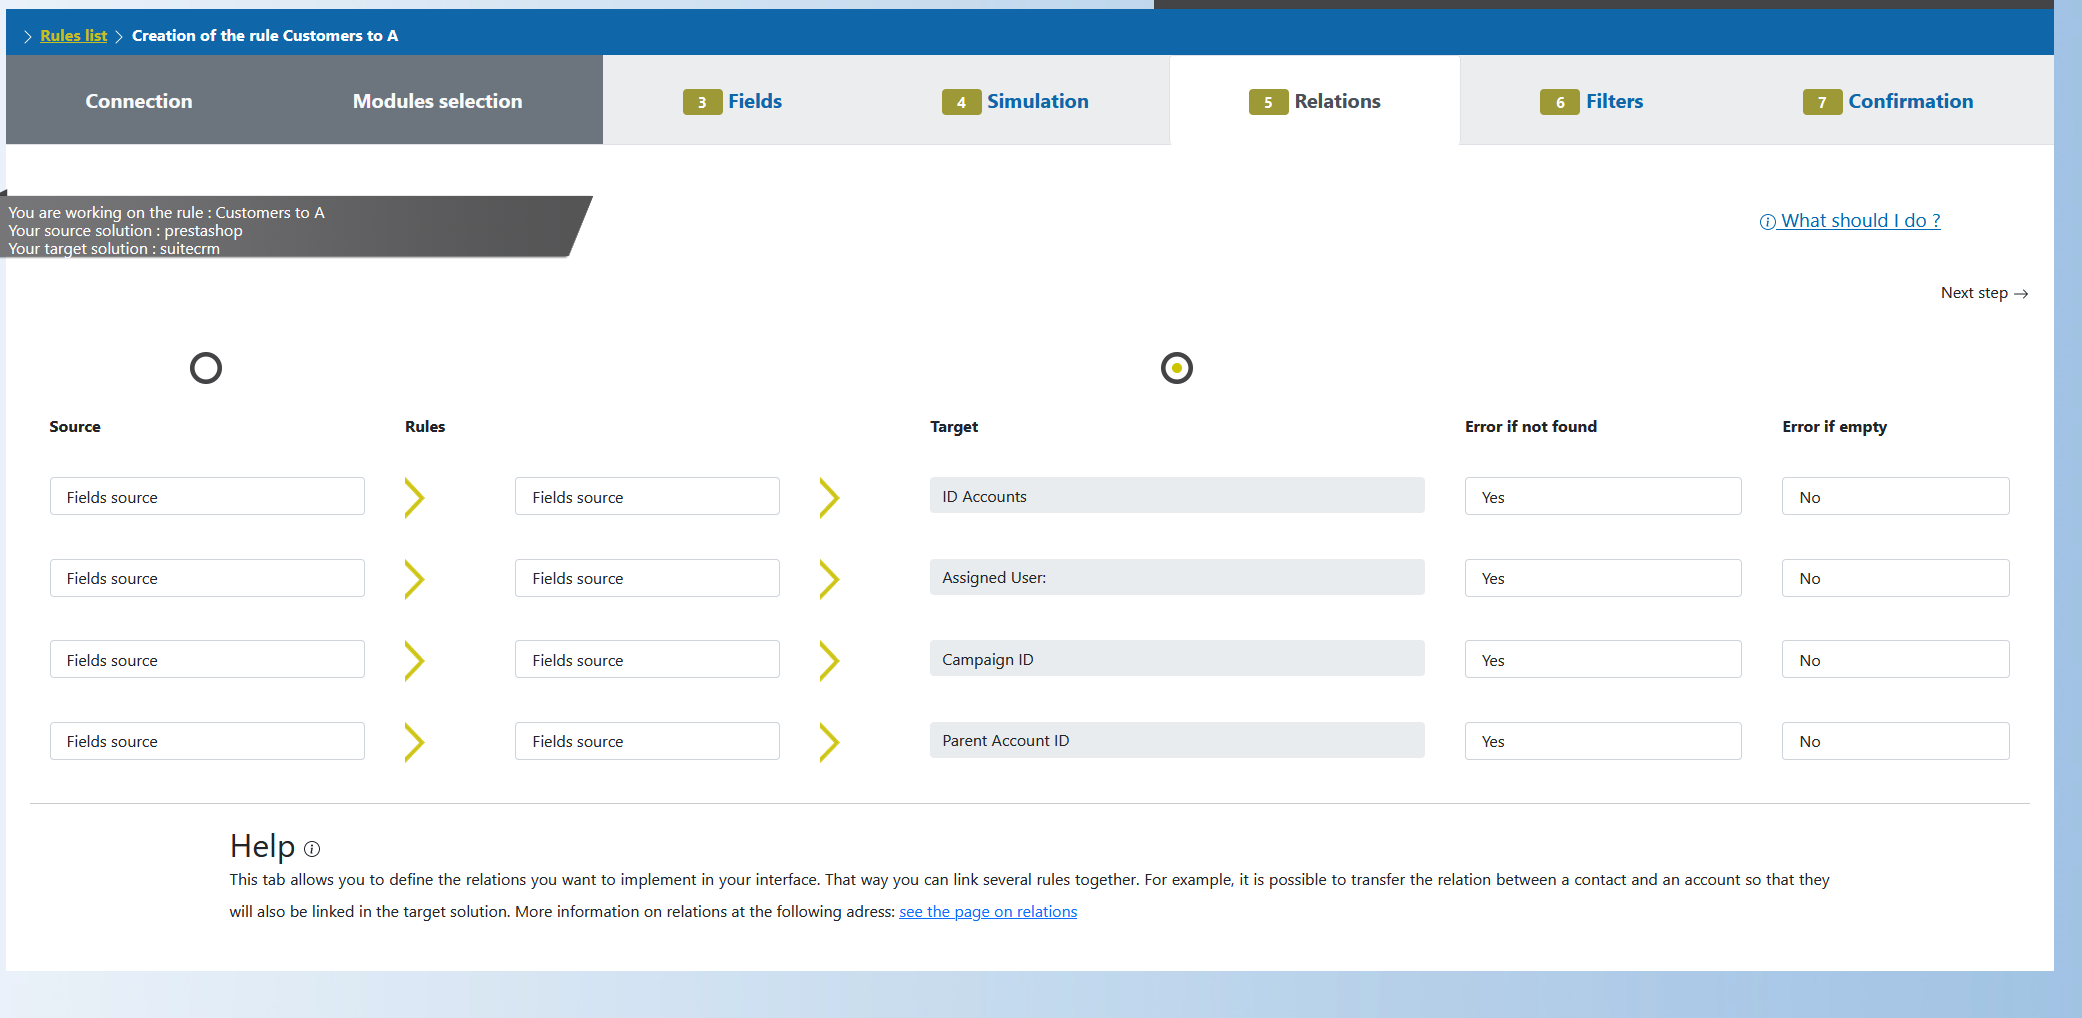 Rules list
Creation of the rule Customers to A
Connection
Modules selection
3 Fields
4 Simulation
5 Relations
6 Filters
7 Confirmation
You are working on the rule : Customers to A
Your source solution : prestashop
Your target solution : suitecrm
What should I do ?
Next step →
Source Rules Target Error if not found Error if empty
Fields source Fields source ID Accounts Yes No
Fields source Fields source Assigned User: Yes No
Fields source Fields source Campaign ID Yes No
Fields source Fields source Parent Account ID Yes No
Help
This tab allows you to define the relations you want to implement in your interface. That way you can link several rules together. For example, it is possible to transfer the relation between a contact and an account so that they
will also be linked in the target solution. More information on relations at the following adress: see the page on relations